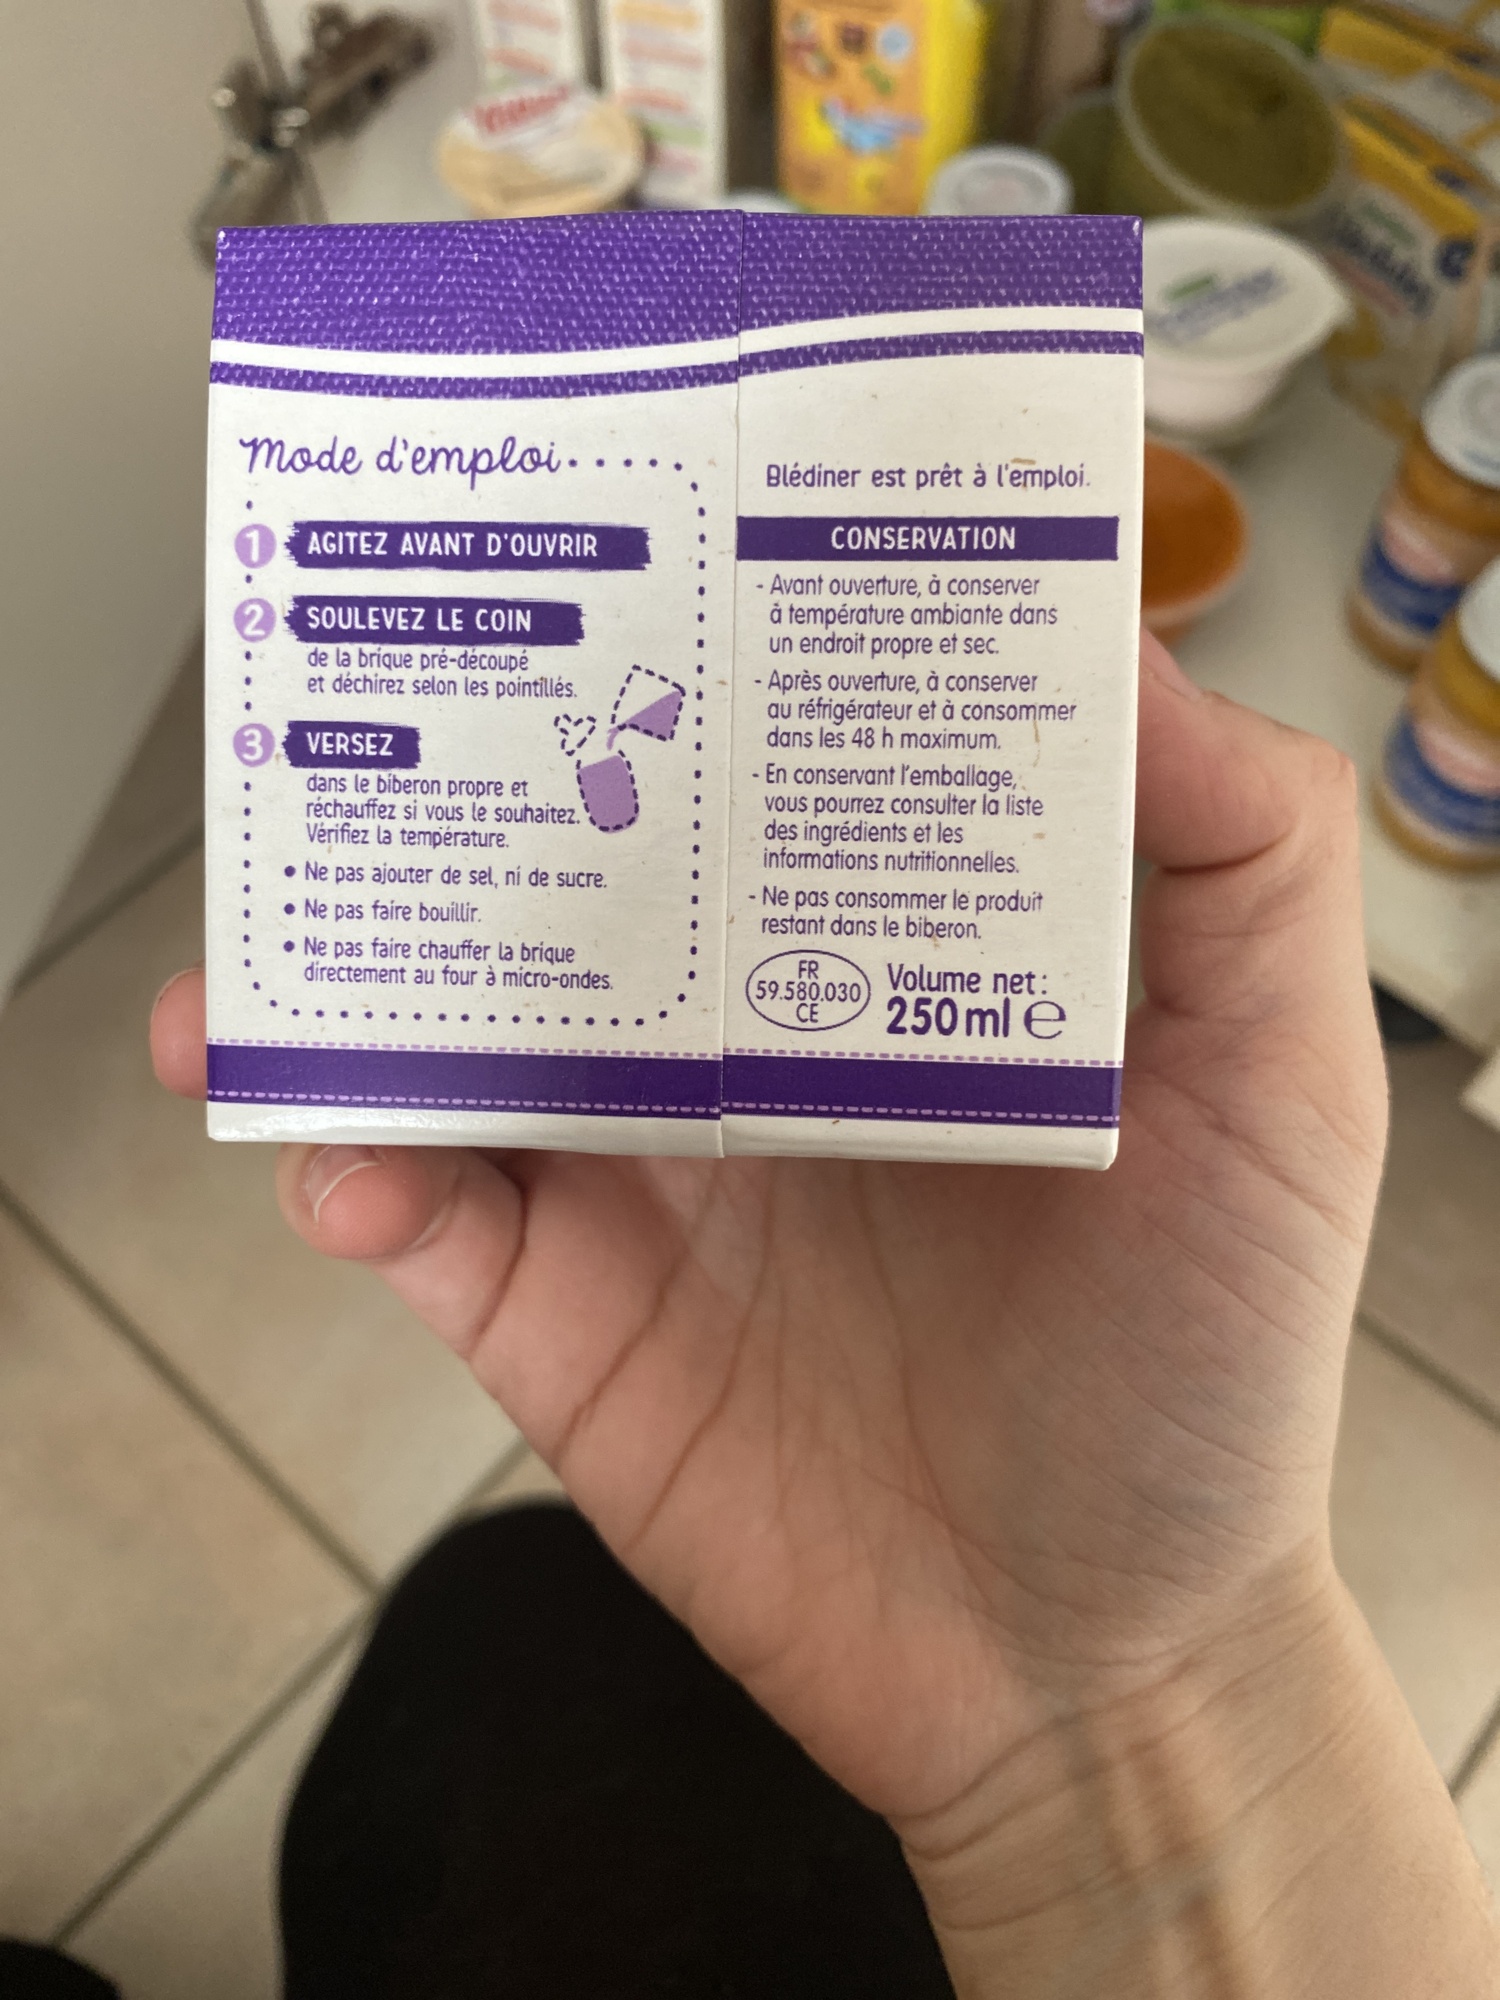 Mode d'emploi
1 AGITEZ AVANT D'OUVRIR
2 SOULEVEZ LE COIN
de la brique pré-découpé
et déchirez selon les pointillés.
3 VERSEZ
dans le biberon propre et
réchauffez si vous le souhaitez.
Vérifiez la température.
• Ne pas ajouter de sel, ni de sucre.
• Ne pas faire bouillir.
• Ne pas faire chauffer la brique
directement au four à micro-ondes.
Blédiner est prêt à l'emploi.
CONSERVATION
- Avant ouverture, à conserver
à température ambiante dans
un endroit propre et sec.
- Après ouverture, à conserver
au réfrigérateur et à consommer
dans les 48 h maximum.
- En conservant l'emballage,
vous pourrez consulter la liste
des ingrédients et les
informations nutritionnelles.
- Ne pas consommer le produit
restant dans le biberon.
FR
59.580.030
CE
Volume net:
250 ml ℮